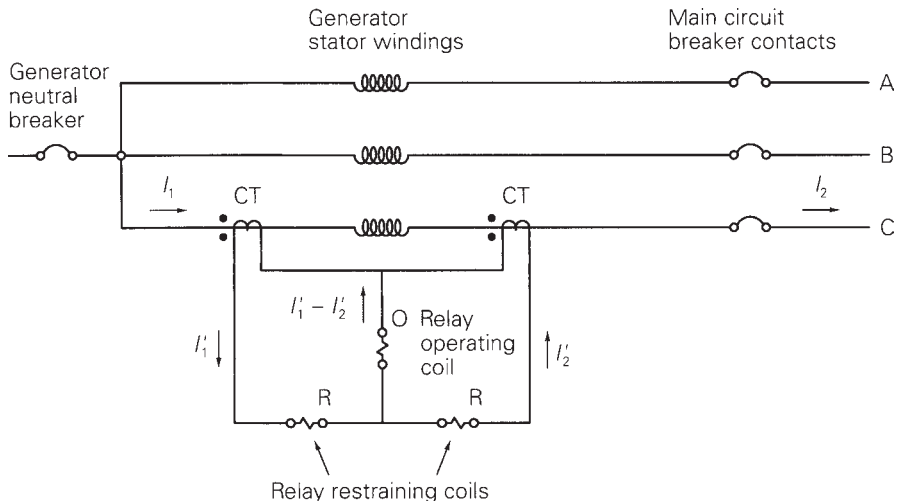 Generator
stator windings
Main circuit
breaker contacts
Generator
neutral
breaker
A
B
I₁
CT
CT
I₂
C
I′₁ – I′₂
O Relay
operating
coil
I′₁
I′₂
R
R
Relay restraining coils